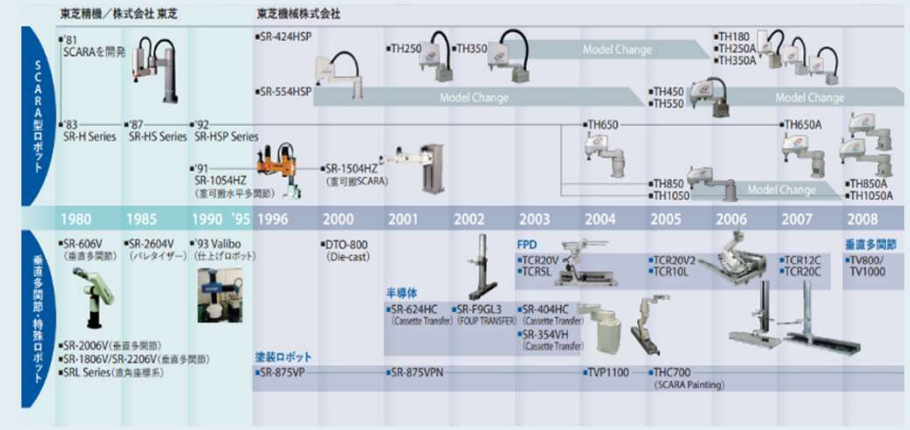 東芝精機／株式会社 東芝
東芝機械株式会社
SCARA型ロボット
'81
SCARAを開発
SR-424HSP
TH250
TH350
Model Change
TH180
TH250A
TH350A
SR-554HSP
Model Change
TH450
TH550
Model Change
'83
SR-H Series
'87
SR-HS Series
'92
SR-HSP Series
TH650
TH650A
'91
SR-1054HZ
(重可搬水平多関節)
SR-1504HZ
(重可搬SCARA)
TH850
TH1050
Model Change
TH850A
TH1050A
1980
1985
1990
'95
1996
2000
2001
2002
2003
2004
2005
2006
2007
2008
垂直多関節・特殊ロボット
SR-606V
(垂直多関節)
SR-2604V
(パレタイザー)
'93 Valibo
(仕上げロボット)
DTO-800
(Die-cast)
FPD
TCR20V
TCR5L
TCR20V2
TCR10L
TCR12C
TCR20C
垂直多関節
TV800/
TV1000
半導体
SR-624HC
(Cassette Transfer)
SR-F9GL3
(FOUP TRANSFER)
SR-404HC
(Cassette Transfer)
SR-354VH
(Cassette Transfer)
SR-2006V(垂直多関節)
SR-1806V/SR-2206V(垂直多関節)
SRL Series(直角座標系)
塗装ロボット
SR-875VP
SR-875VPN
TVP1100
THC700
(SCARA Painting)